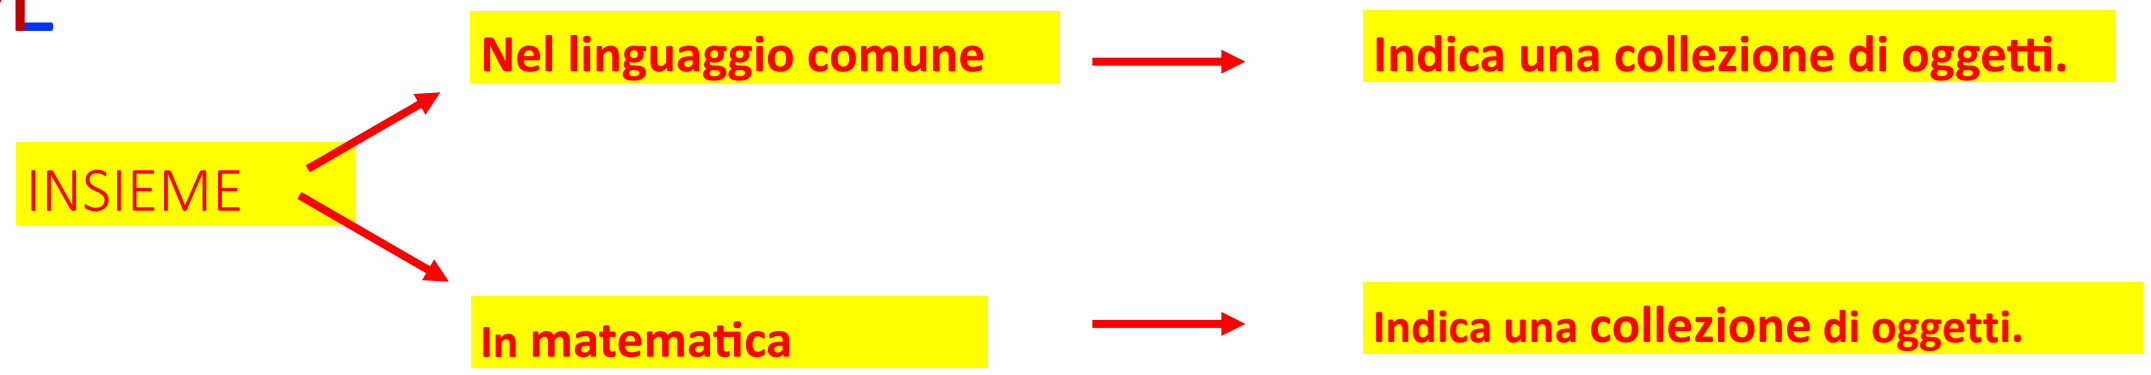 Nel linguaggio comune
Indica una collezione di oggetti.
INSIEME
In matematica
Indica una collezione di oggetti.